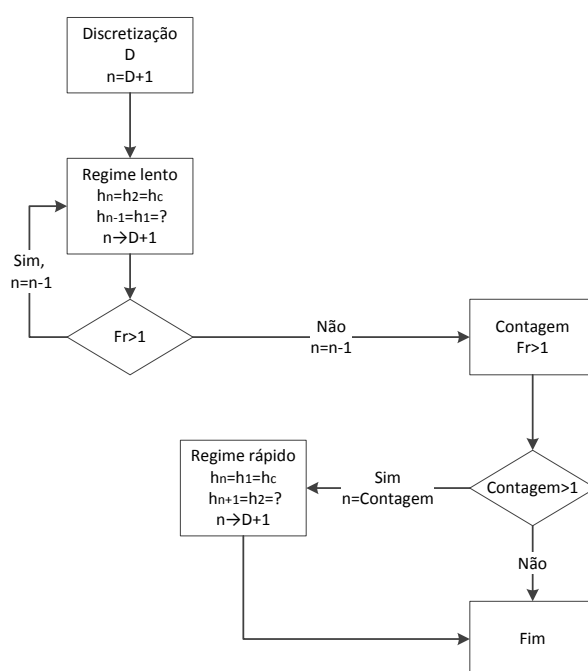 Discretização
D
n=D+1
Regime lento
hn=h2=hc
hn-1=h1=?
n→D+1
Sim,
n=n-1
Fr>1
Não
n=n-1
Contagem
Fr>1
Regime rápido
hn=h1=hc
hn+1=h2=?
n→D+1
Sim
n=Contagem
Contagem>1
Não
Fim